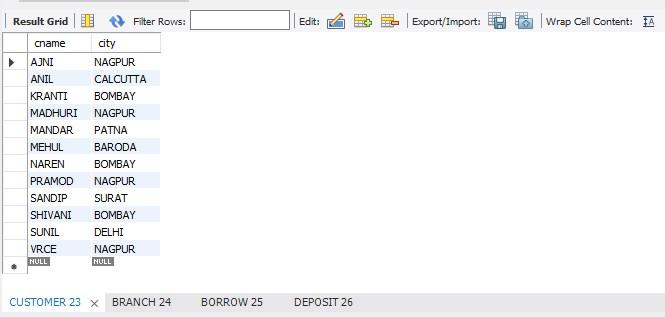 Result Grid Filter Rows: Edit: Export/Import: Wrap Cell Content:
cname city
AJNI NAGPUR
ANIL CALCUTTA
KRANTI BOMBAY
MADHURI NAGPUR
MANDAR PATNA
MEHUL BARODA
NAREN BOMBAY
PRAMOD NAGPUR
SANDIP SURAT
SHIVANI BOMBAY
SUNIL DELHI
VRCE NAGPUR
NULL NULL
CUSTOMER 23 BRANCH 24 BORROW 25 DEPOSIT 26